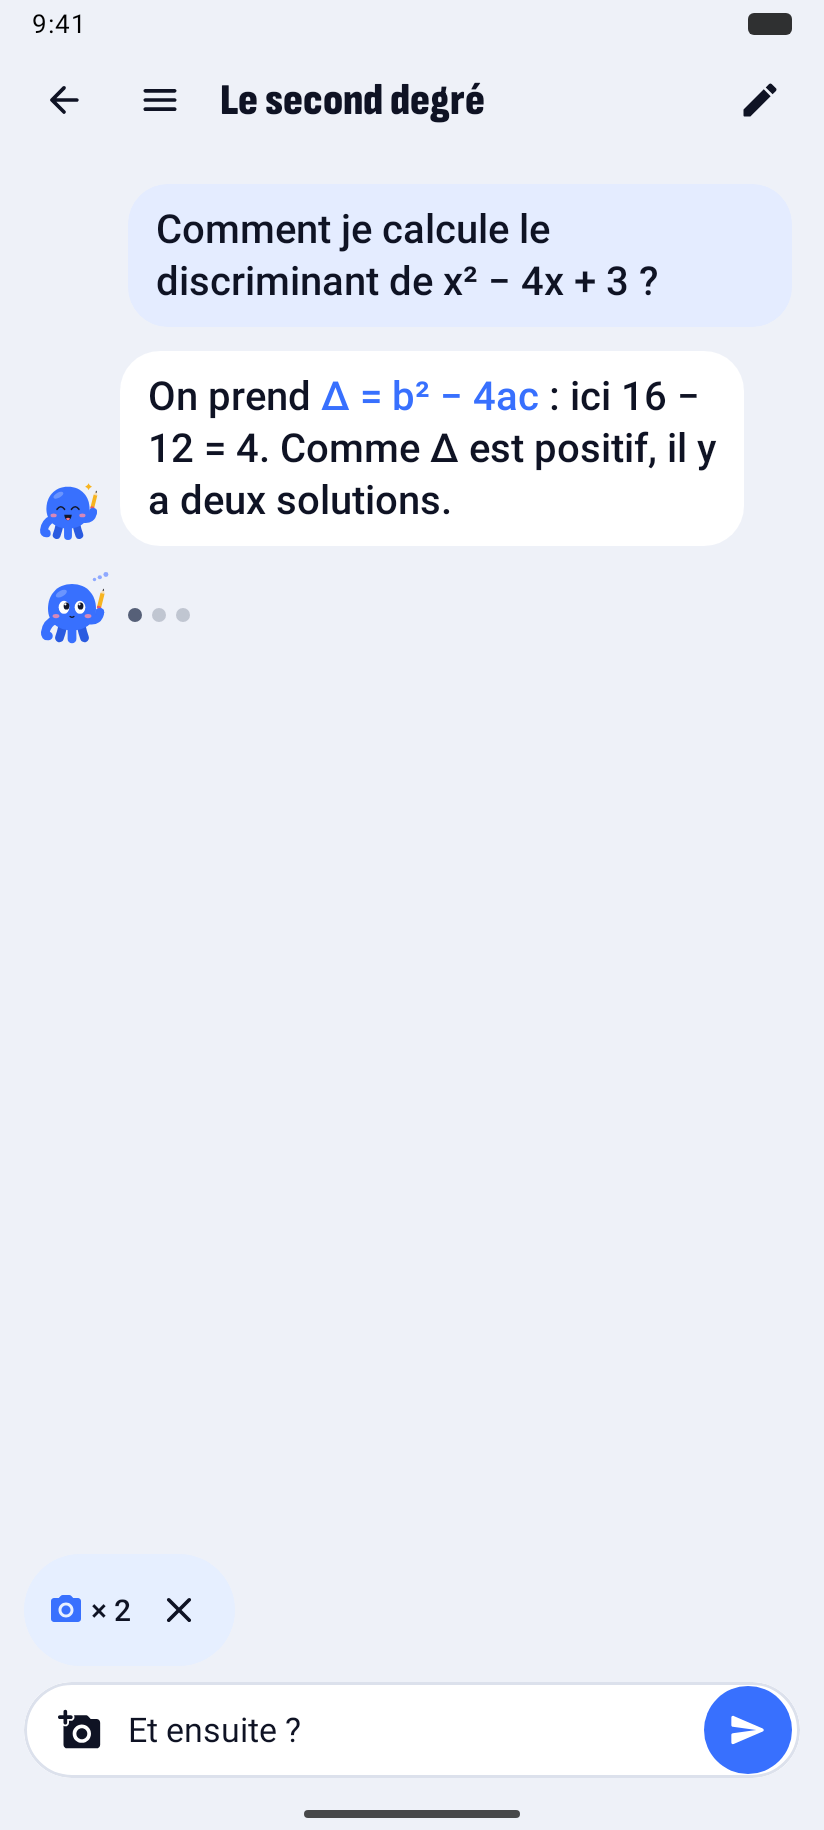 9:41
Le second degré
Comment je calcule le
discriminant de x² − 4x + 3 ?
On prend Δ = b² − 4ac : ici 16 −
12 = 4. Comme Δ est positif, il y
a deux solutions.
× 2
Et ensuite ?